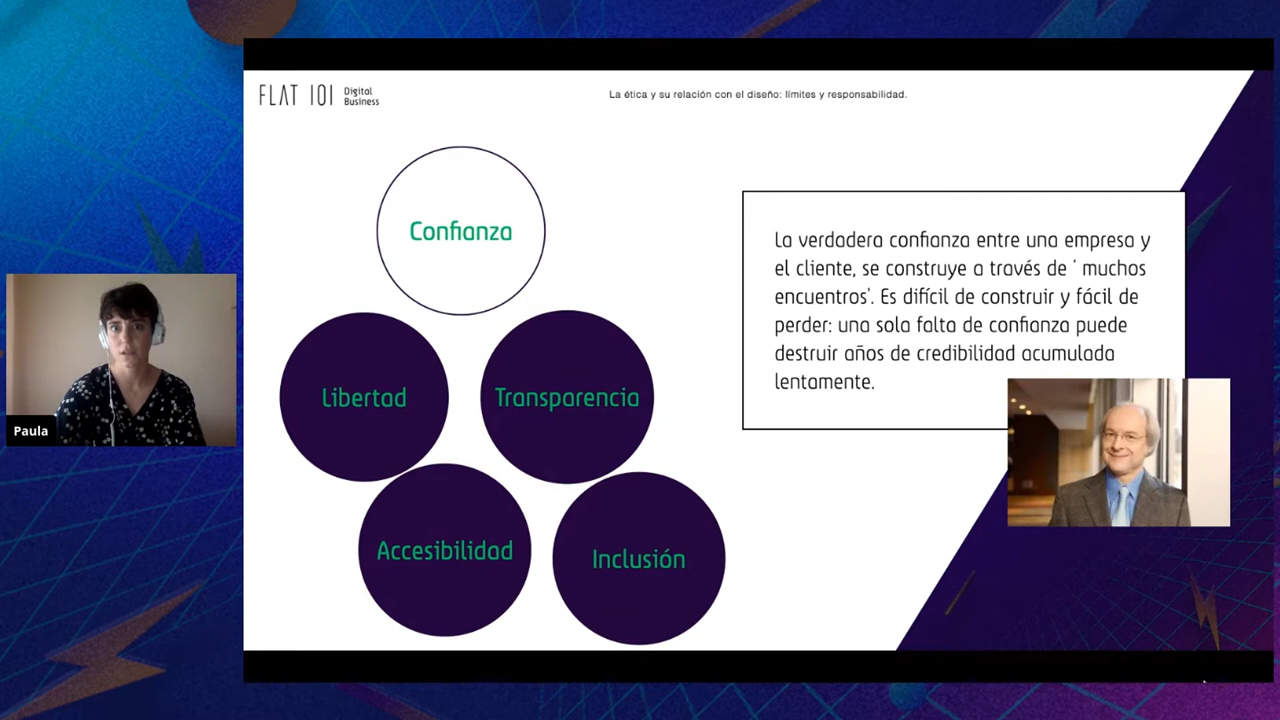 FLAT 101 Digital
Business
La ética y su relación con el diseño: límites y responsabilidad.
Confianza
Libertad
Transparencia
Accesibilidad
Inclusión
La verdadera confianza entre una empresa y
el cliente, se construye a través de ' muchos
encuentros'. Es difícil de construir y fácil de
perder: una sola falta de confianza puede
destruir años de credibilidad acumulada
lentamente.
Paula